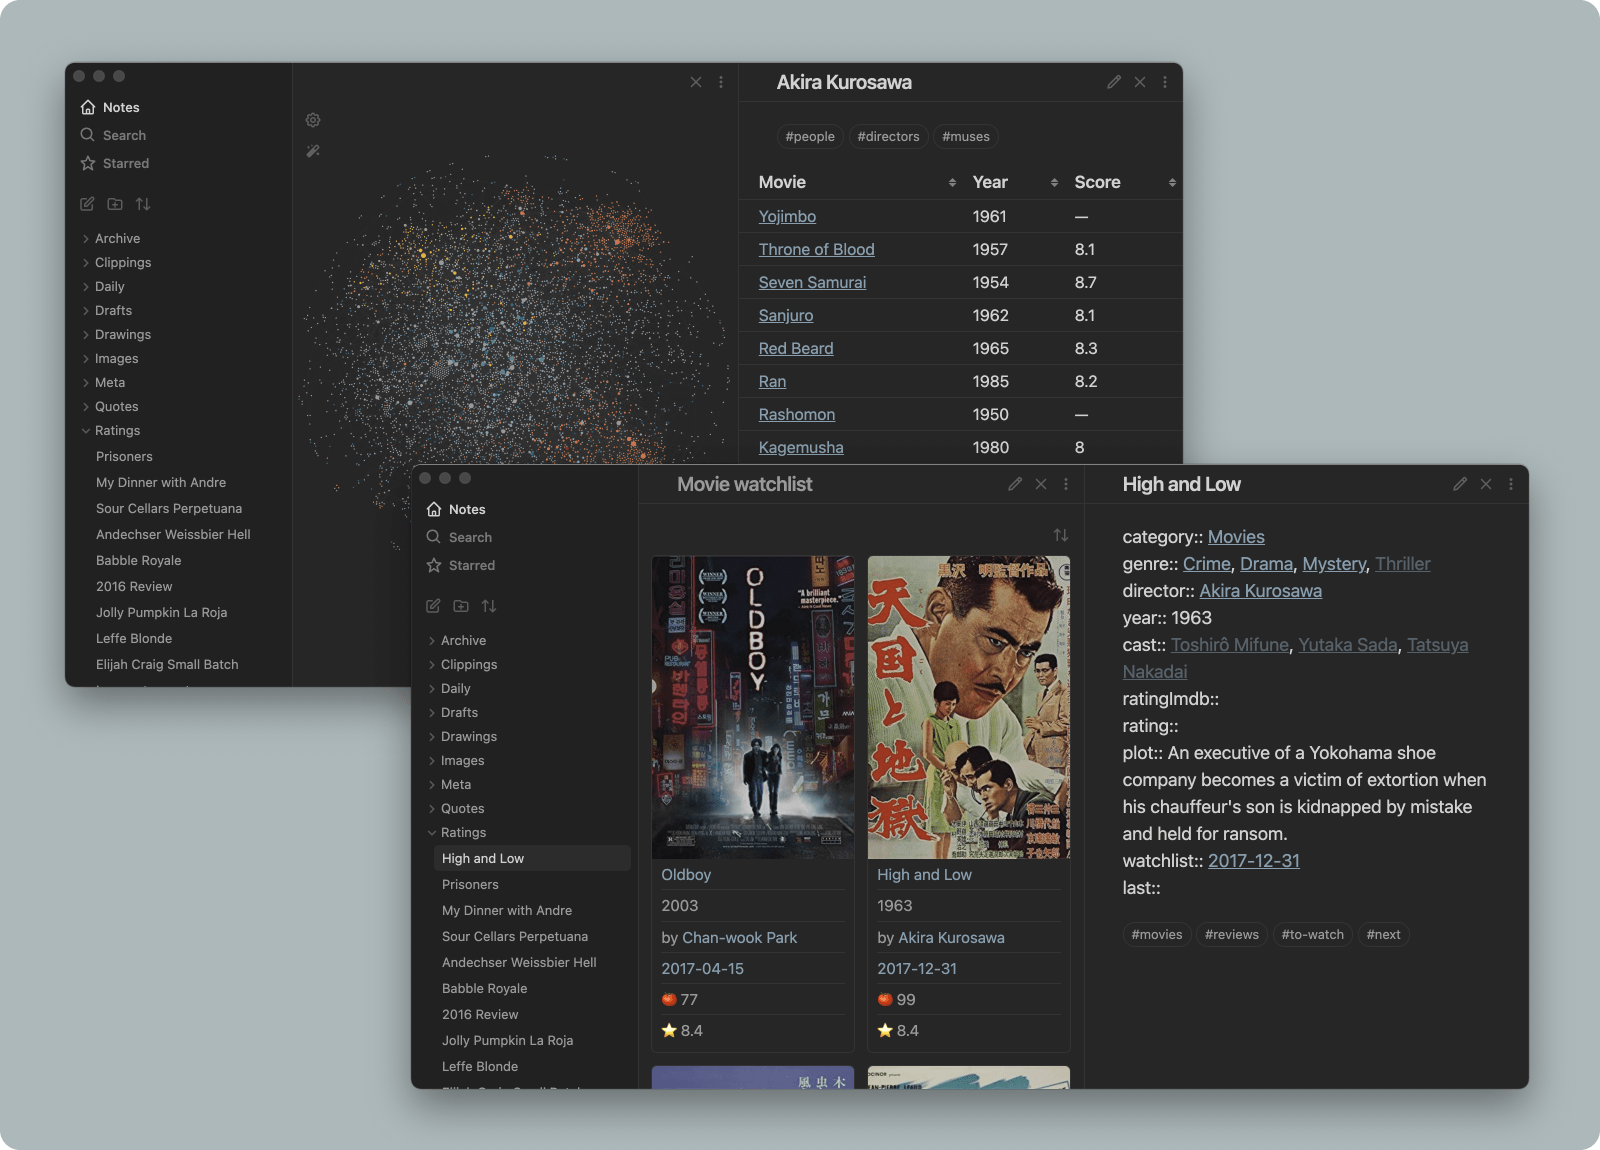 Notes
Search
Starred
Archive
Clippings
Daily
Drafts
Drawings
Images
Meta
Quotes
Ratings
Prisoners
My Dinner with Andre
Sour Cellars Perpetuana
Andechser Weissbier Hell
Babble Royale
2016 Review
Jolly Pumpkin La Roja
Leffe Blonde
Elijah Craig Small Batch
Akira Kurosawa
#people #directors #muses
Movie Year Score
Yojimbo 1961 —
Throne of Blood 1957 8.1
Seven Samurai 1954 8.7
Sanjuro 1962 8.1
Red Beard 1965 8.3
Ran 1985 8.2
Rashomon 1950 —
Kagemusha 1980 8
Notes
Search
Starred
Archive
Clippings
Daily
Drafts
Drawings
Images
Meta
Quotes
Ratings
High and Low
Prisoners
My Dinner with Andre
Sour Cellars Perpetuana
Andechser Weissbier Hell
Babble Royale
2016 Review
Jolly Pumpkin La Roja
Leffe Blonde
Movie watchlist
WINNER
WINNER
WINNER
OLDBOY
"A brilliant
masterpiece."
Oldboy
2003
by Chan-wook Park
2017-04-15
🍅 77
⭐ 8.4
黒沢 明監督作品
天国と地獄
High and Low
1963
by Akira Kurosawa
2017-12-31
🍅 99
⭐ 8.4
風虫木
High and Low
category:: Movies
genre:: Crime, Drama, Mystery, Thriller
director:: Akira Kurosawa
year:: 1963
cast:: Toshirô Mifune, Yutaka Sada, Tatsuya
Nakadai
ratingImdb::
rating::
plot:: An executive of a Yokohama shoe
company becomes a victim of extortion when
his chauffeur's son is kidnapped by mistake
and held for ransom.
watchlist:: 2017-12-31
last::
#movies #reviews #to-watch #next